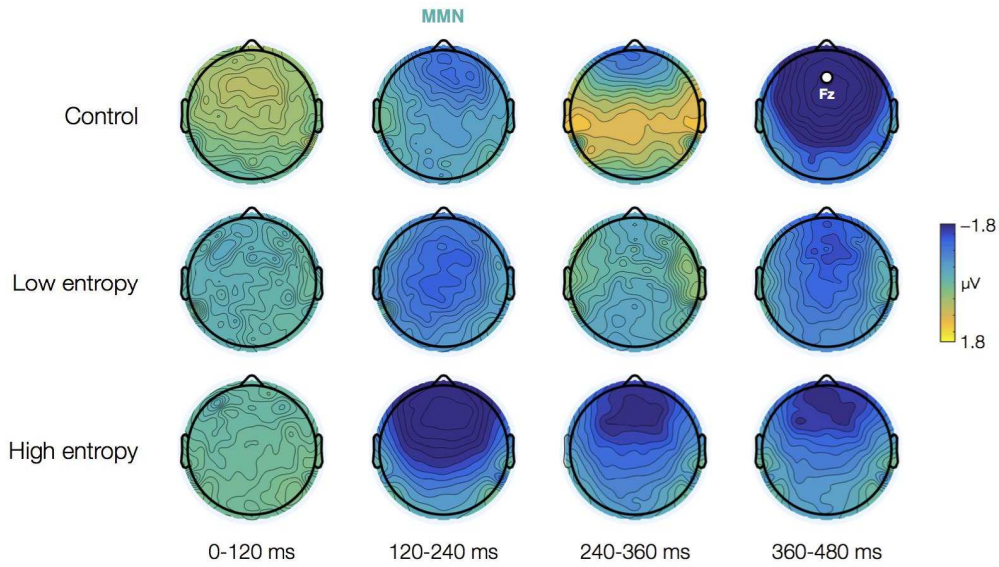 MMN
Control
Fz
Low entropy
−1.8
μV
1.8
High entropy
0-120 ms
120-240 ms
240-360 ms
360-480 ms